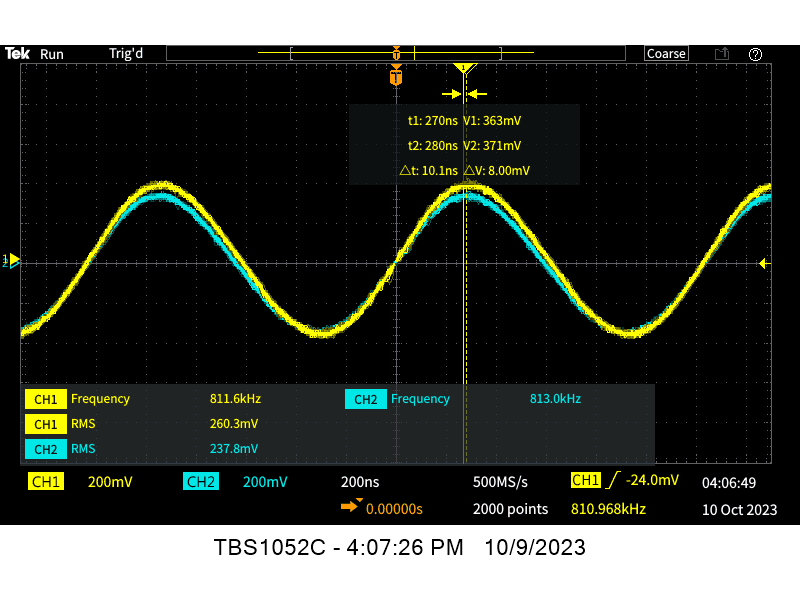 Tek Run Trig'd Coarse ?
T
T 1
t1: 270ns V1: 363mV
t2: 280ns V2: 371mV
△t: 10.1ns △V: 8.00mV
1
2
CH1 Frequency 811.6kHz CH2 Frequency 813.0kHz
CH1 RMS 260.3mV
CH2 RMS 237.8mV
CH1 200mV CH2 200mV 200ns 500MS/s CH1 -24.0mV 04:06:49
0.00000s 2000 points 810.968kHz 10 Oct 2023
TBS1052C - 4:07:26 PM 10/9/2023